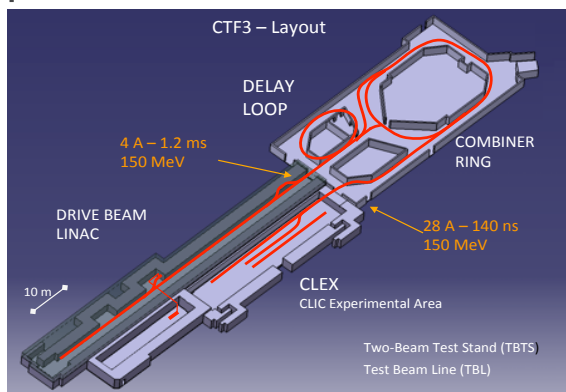 CTF3 – Layout
DELAY
LOOP
4 A – 1.2 ms
150 MeV
COMBINER
RING
DRIVE BEAM
LINAC
28 A – 140 ns
150 MeV
10 m
CLEX
CLIC Experimental Area
Two-Beam Test Stand (TBTS)
Test Beam Line (TBL)